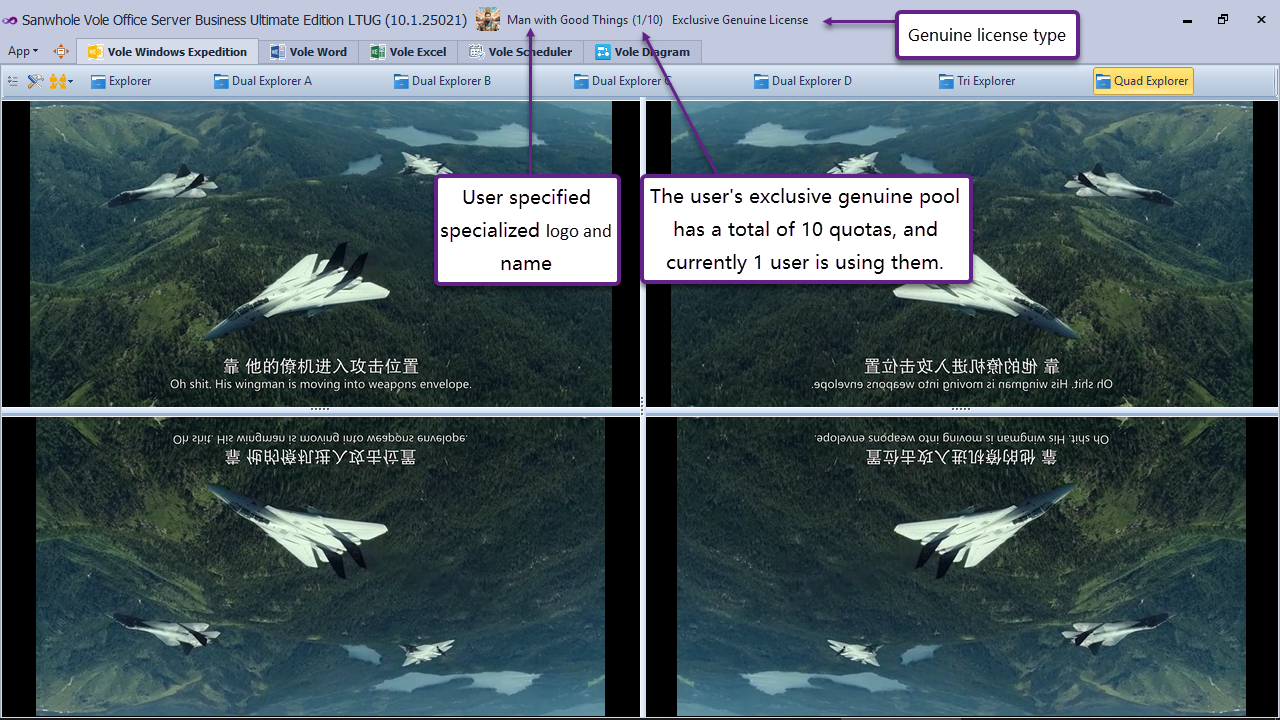 Sanwhole Vole Office Server Business Ultimate Edition LTUG (10.1.25021) Man with Good Things (1/10) Exclusive Genuine License
Genuine license type
App Vole Windows Expedition Vole Word Vole Excel Vole Scheduler Vole Diagram
Explorer Dual Explorer A Dual Explorer B Dual Explorer C Dual Explorer D Tri Explorer Quad Explorer
User specified
specialized logo and
name
The user's exclusive genuine pool
has a total of 10 quotas, and
currently 1 user is using them.
靠 他的僚机进入攻击位置
Oh shit. His wingman is moving into weapons envelope.
靠 他的僚机进入攻击位置
Oh shit. His wingman is moving into weapons envelope.
Oh shit. His wingman is moving into weapons envelope.
靠 他的僚机进入攻击位置
Oh shit. His wingman is moving into weapons envelope.
靠 他的僚机进入攻击位置